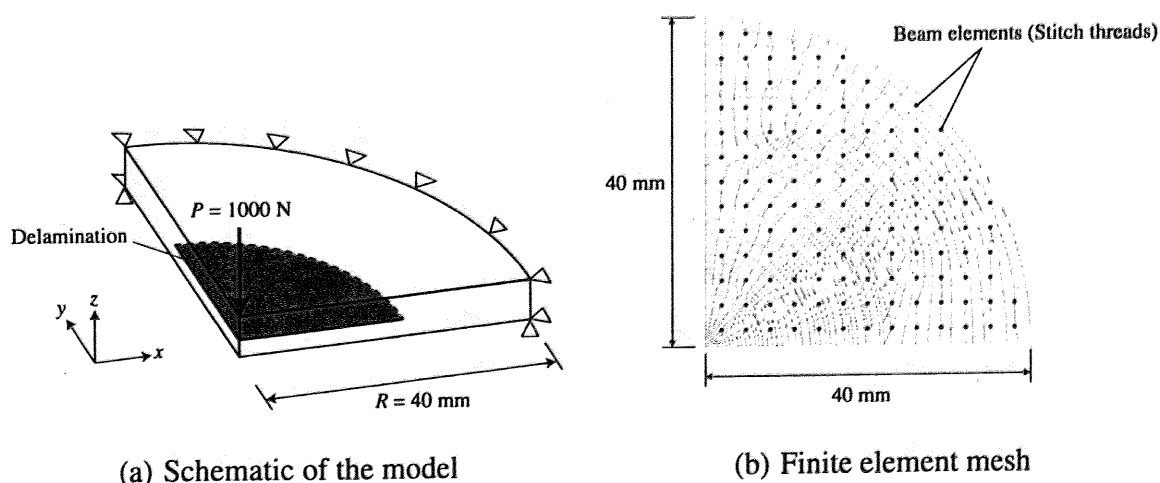 P = 1000 N
Delamination
z
y
x
R = 40 mm
(a) Schematic of the model
Beam elements (Stitch threads)
40 mm
40 mm
(b) Finite element mesh